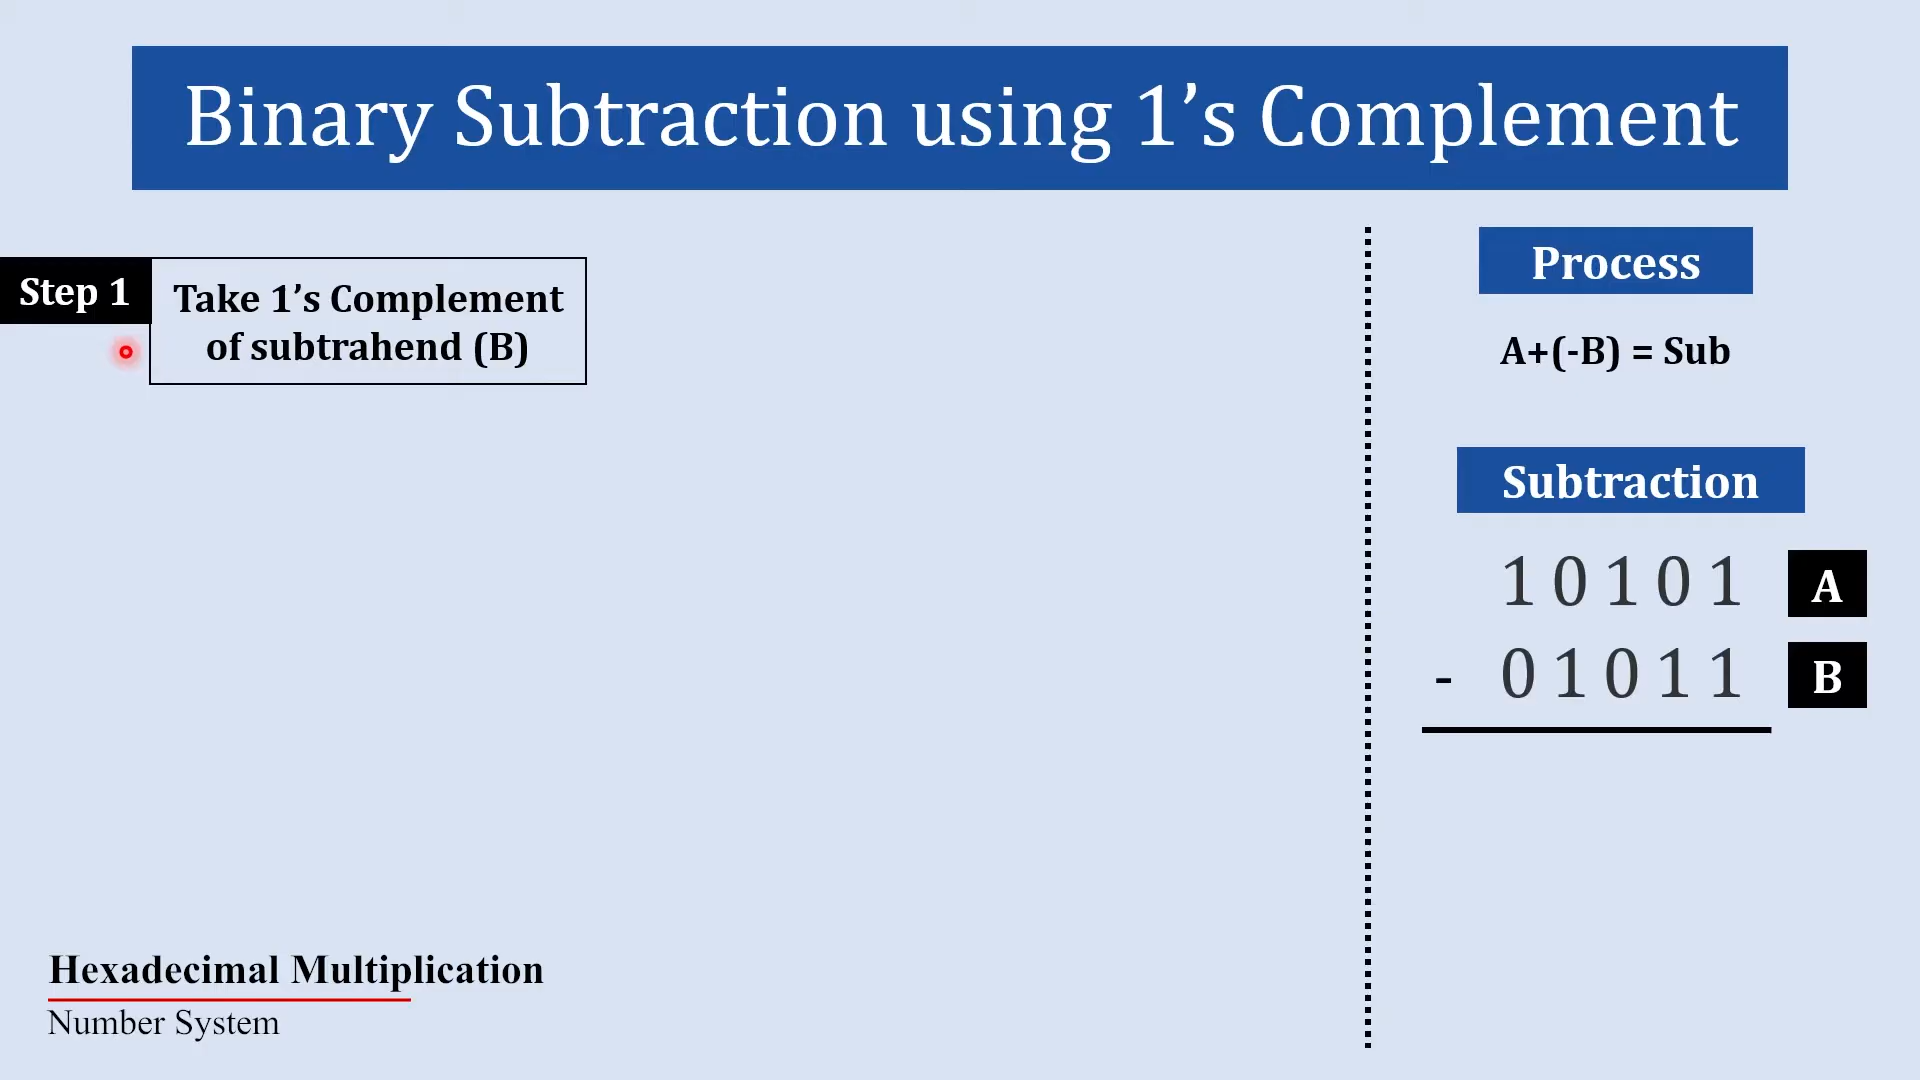 Binary Subtraction using 1’s Complement
Step 1
Take 1’s Complement
of subtrahend (B)
Process
A+(-B) = Sub
Subtraction
1 0 1 0 1 A
- 0 1 0 1 1 B
Hexadecimal Multiplication
Number System